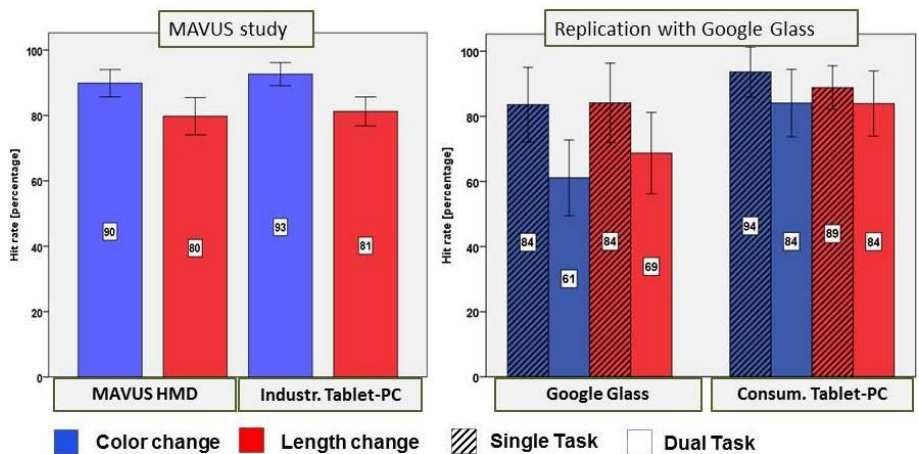 MAVUS study
Hit rate [percentage]
100
80
60
40
20
0
90
80
93
81
MAVUS HMD
Industr. Tablet-PC
Replication with Google Glass
Hit rate [percentage]
100
80
60
40
20
0
84
61
84
69
94
84
89
84
Google Glass
Consum. Tablet-PC
Color change
Length change
Single Task
Dual Task